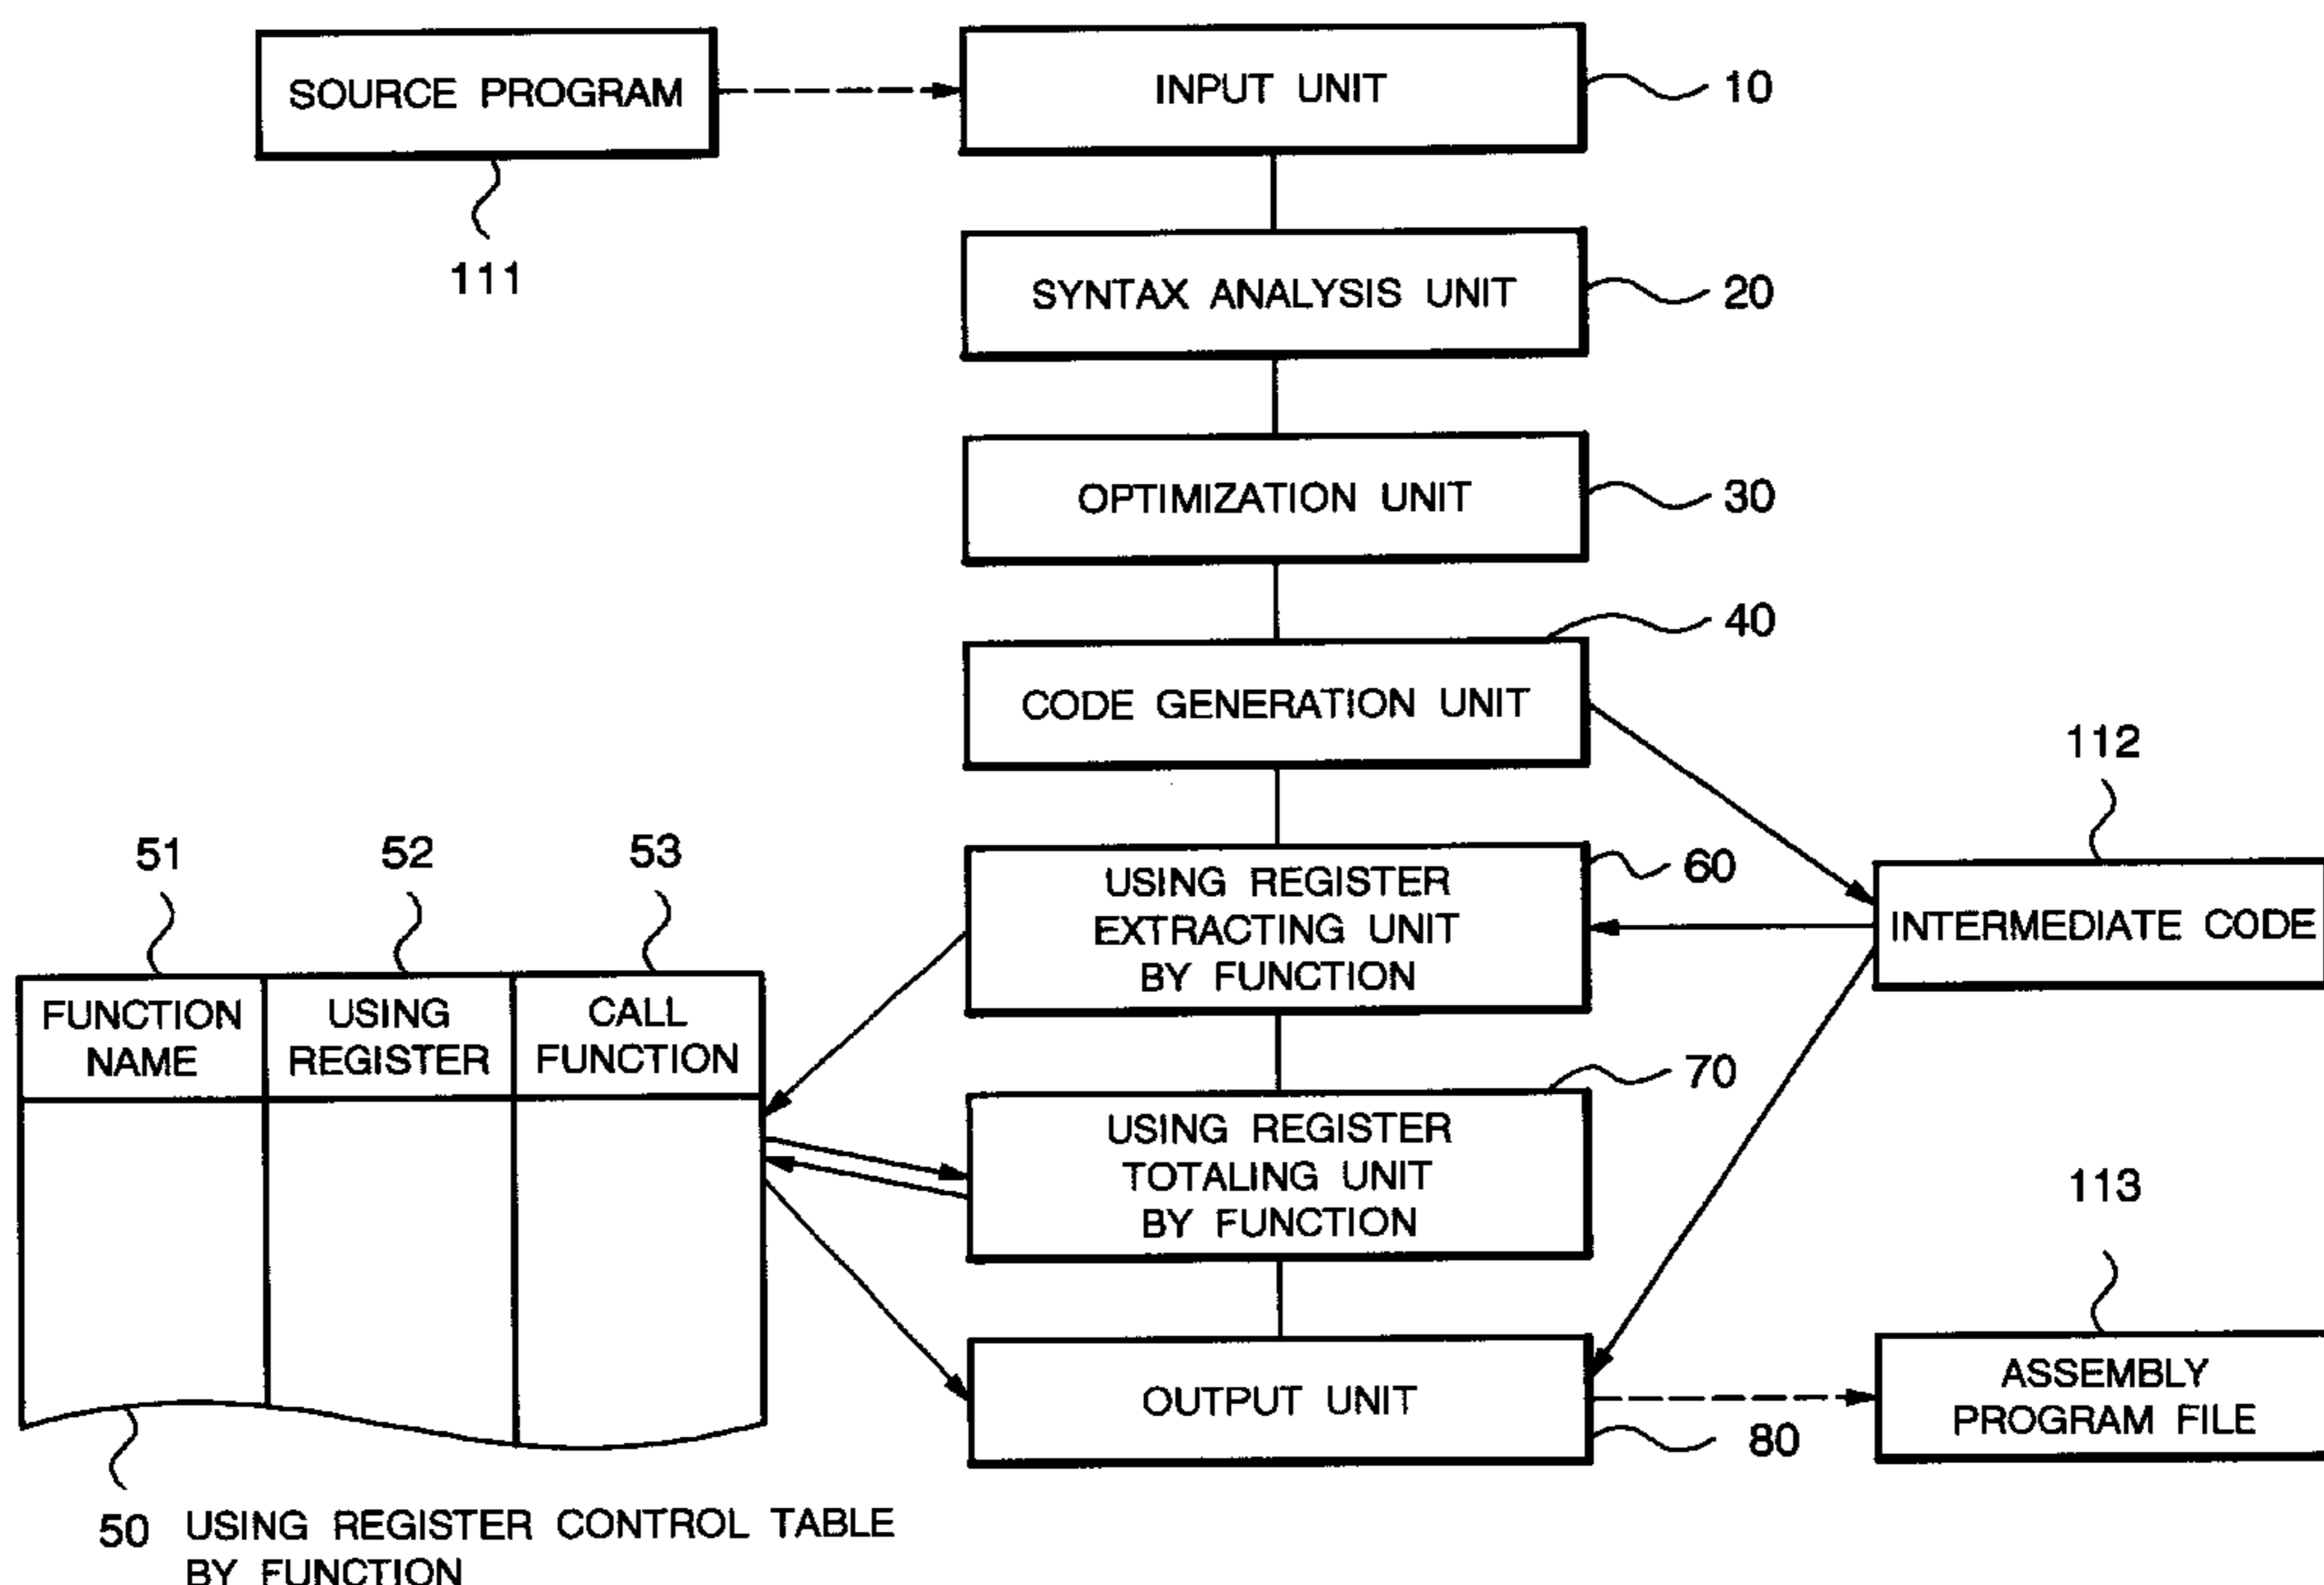 SOURCE PROGRAM
INPUT UNIT
10
111
SYNTAX ANALYSIS UNIT
20
OPTIMIZATION UNIT
30
40
CODE GENERATION UNIT
112
51
52
53
60
USING REGISTER
EXTRACTING UNIT
BY FUNCTION
INTERMEDIATE CODE
FUNCTION
NAME
USING
REGISTER
CALL
FUNCTION
70
USING REGISTER
TOTALING UNIT
BY FUNCTION
113
OUTPUT UNIT
80
ASSEMBLY
PROGRAM FILE
50 USING REGISTER CONTROL TABLE
BY FUNCTION